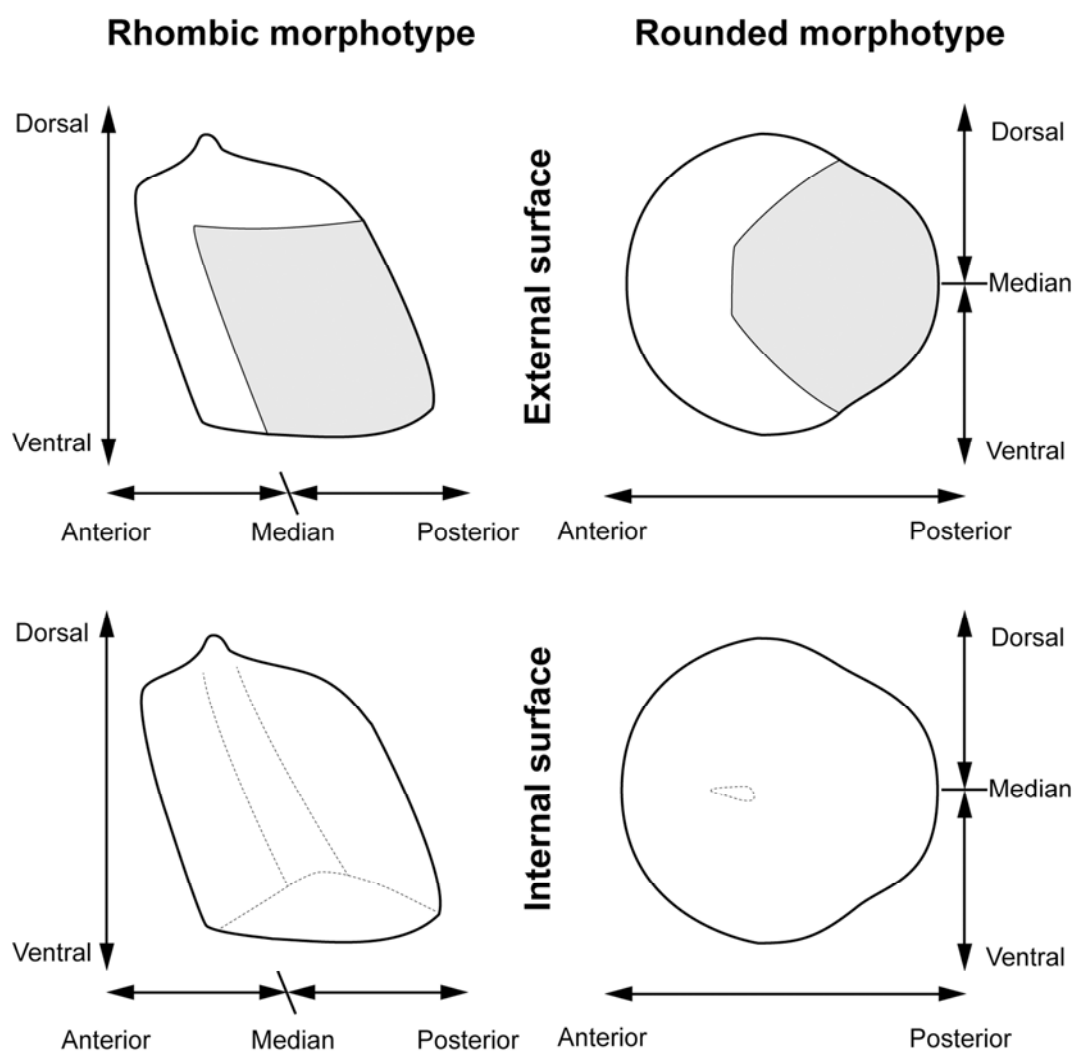 Rhombic morphotype
Rounded morphotype
Dorsal
Ventral
Anterior
Median
Posterior
External surface
Dorsal
Median
Ventral
Anterior
Posterior
Dorsal
Ventral
Anterior
Median
Posterior
Internal surface
Dorsal
Median
Ventral
Anterior
Posterior